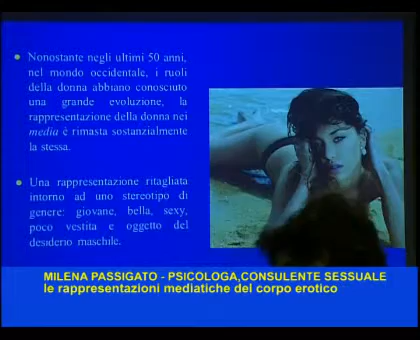 Nonostante negli ultimi 50 anni,
nel mondo occidentale, i ruoli
della donna abbiano conosciuto
una grande evoluzione, la
rappresentazione della donna nei
media è rimasta sostanzialmente
la stessa.
Una rappresentazione ritagliata
intorno ad uno stereotipo di
genere: giovane, bella, sexy,
poco vestita e oggetto del
desiderio maschile.
MILENA PASSIGATO - PSICOLOGA,CONSULENTE SESSUALE
le rappresentazioni mediatiche del corpo erotico